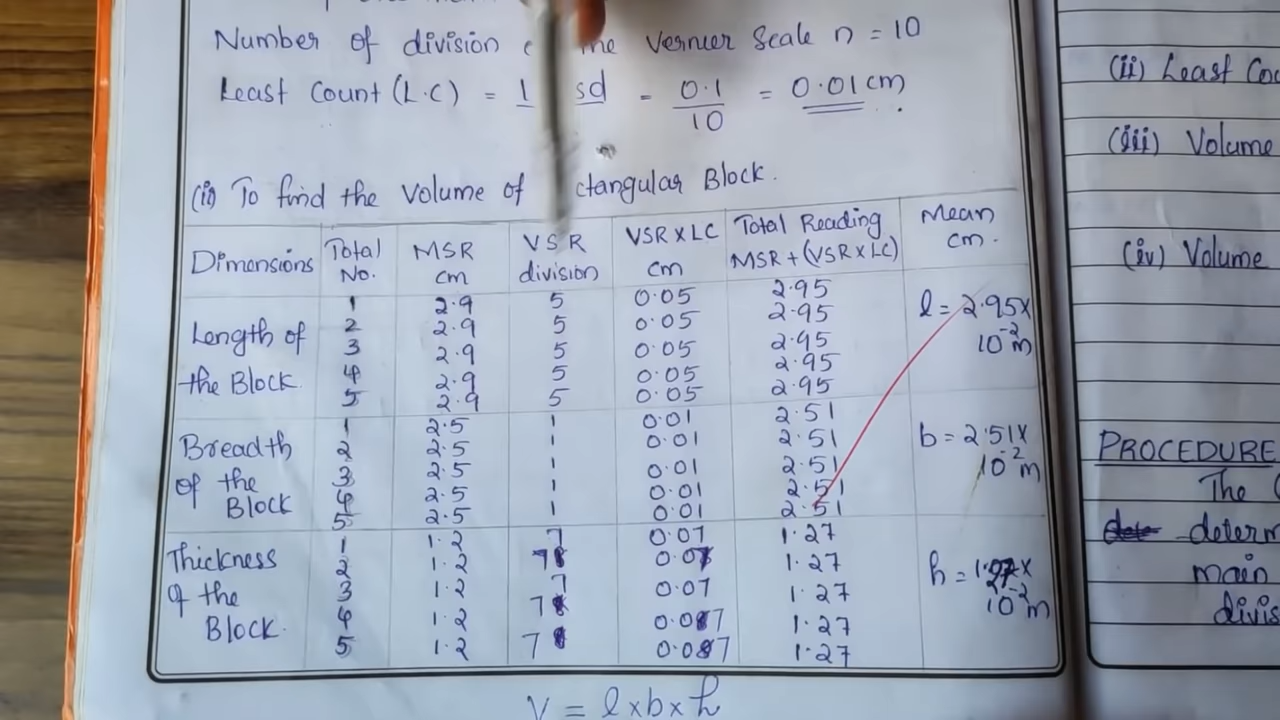 Number of division the Vernier Scale n = 10
Least Count (L.C) = 1 sd = 0.1 / 10 = 0.01 cm
(i) To find the Volume of ctangular Block.
Dimensions Total No. MSR cm VSR division VSR X LC cm Total Reading MSR + (VSR X LC) Mean cm.
Length of the Block
1 2.9 5 0.05 2.95
2 2.9 5 0.05 2.95
3 2.9 5 0.05 2.95
4 2.9 5 0.05 2.95
5 2.9 5 0.05 2.95
l = 2.95x
10⁻² m
Breadth of the Block
1 2.5 1 0.01 2.51
2 2.5 1 0.01 2.51
3 2.5 1 0.01 2.51
4 2.5 1 0.01 2.51
5 2.5 1 0.01 2.51
b = 2.51x
10⁻² m
Thickness of the Block.
1 1.2 7 0.07 1.27
2 1.2 7 0.07 1.27
3 1.2 7 0.07 1.27
4 1.2 7 0.07 1.27
5 1.2 7 0.07 1.27
h = 1.27x
10⁻² m
V = l x b x h
(ii) Least Co
(iii) Volume
(iv) Volume
PROCEDURE
The
determ
main
divis